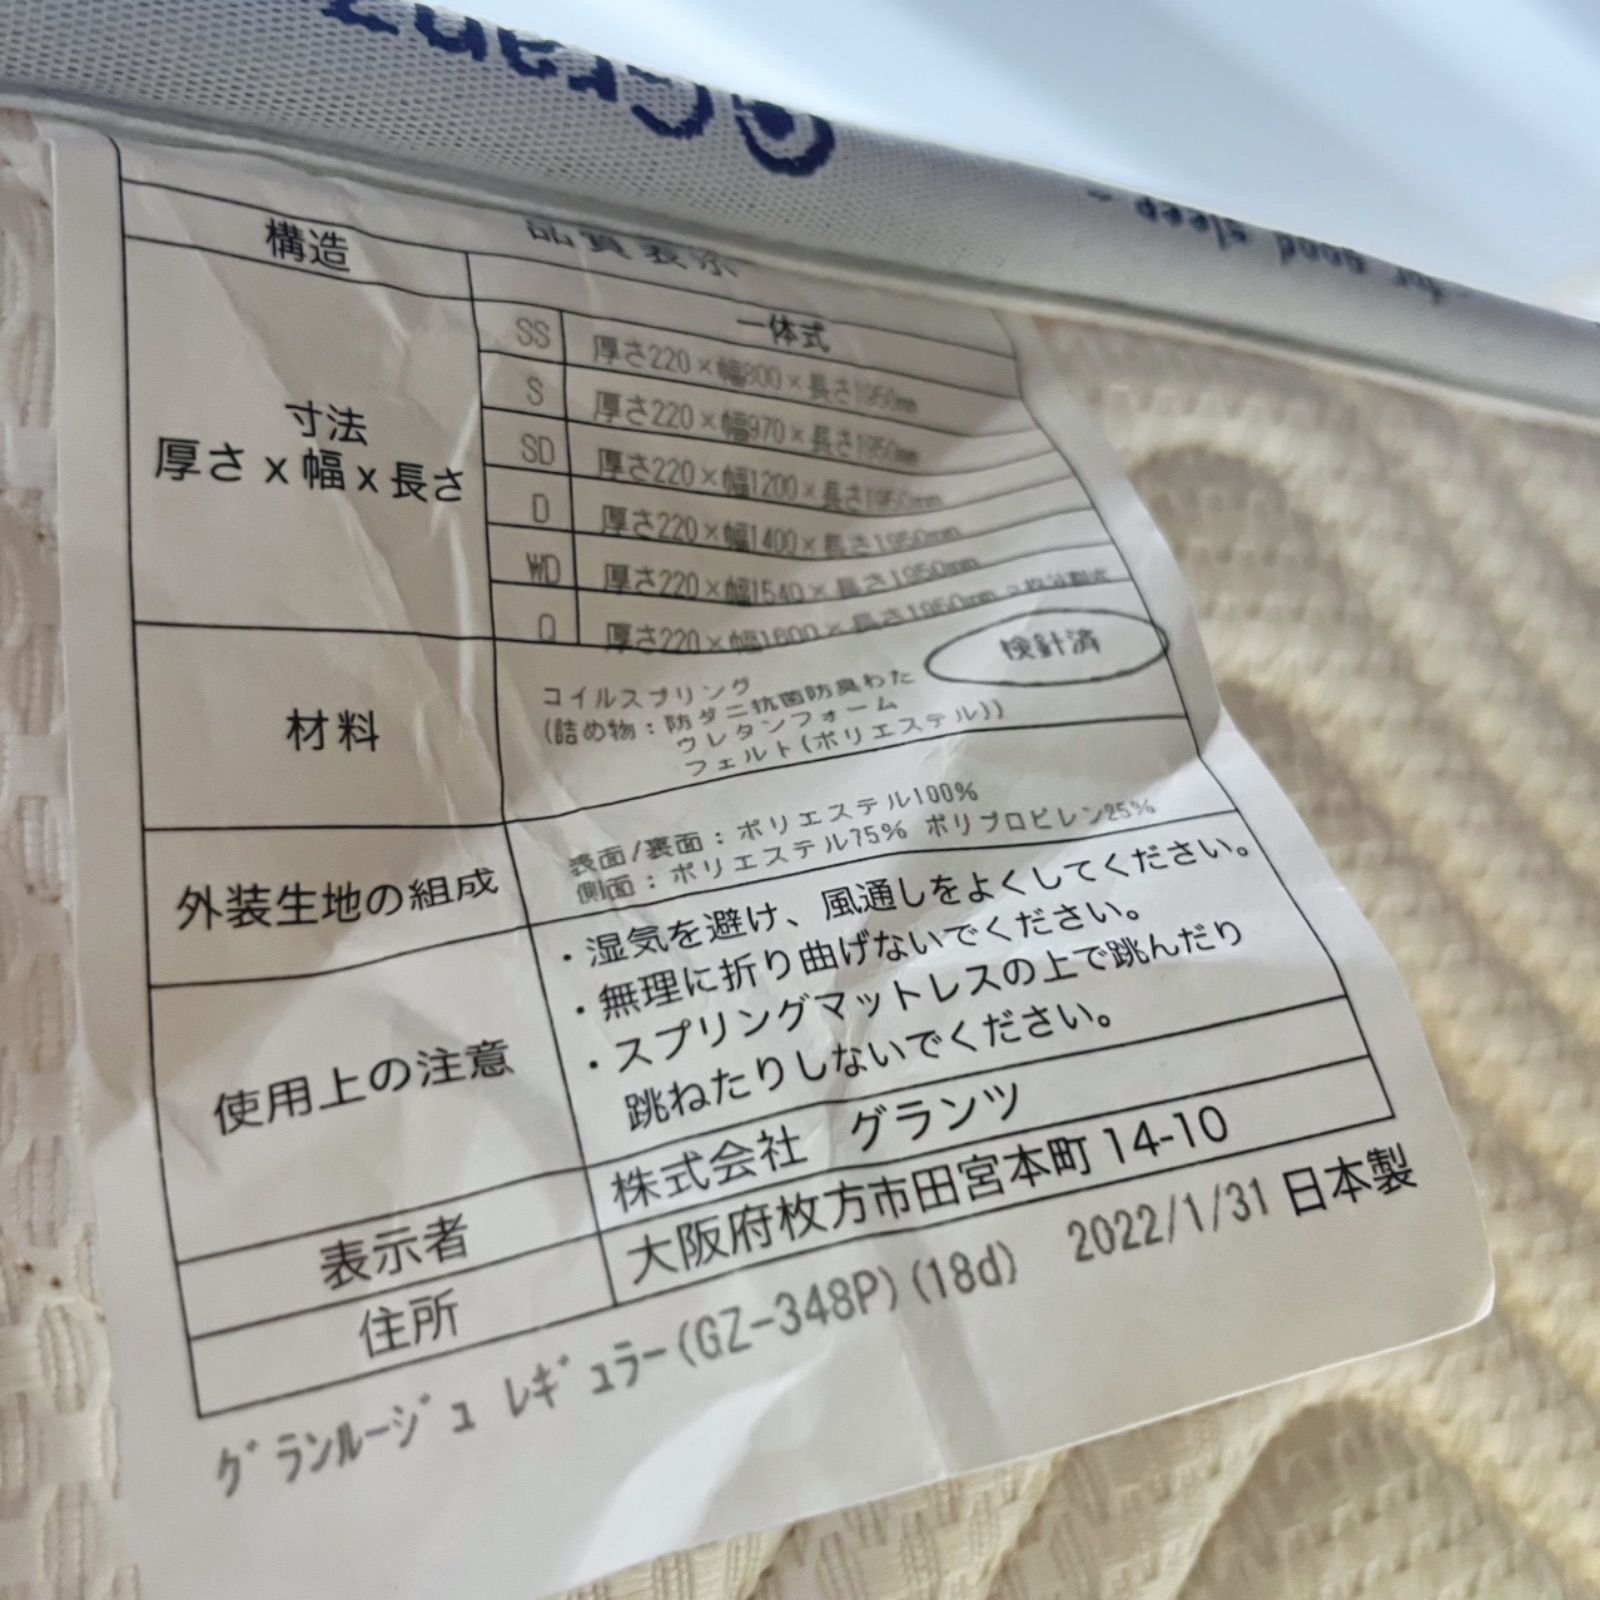 Granz
- for good sleep -
品質表示
構造 一体式
寸法
厚さ x 幅 x 長さ
SS 厚さ220×幅800×長さ1950mm
S 厚さ220×幅970×長さ1950mm
SD 厚さ220×幅1200×長さ1950mm
D 厚さ220×幅1400×長さ1950mm
WD 厚さ220×幅1540×長さ1950mm
Q 厚さ220×幅1600×長さ1950mm
材料
コイルスプリング
(詰め物：防ダニ抗菌防臭わた
ウレタンフォーム
フェルト(ポリエステル))
検針済
外装生地の組成
表面/裏面：ポリエステル100%
側面：ポリエステル75% ポリプロピレン25%
使用上の注意
・湿気を避け、風通しをよくしてください。
・無理に折り曲げないでください。
・スプリングマットレスの上で跳んだり
跳ねたりしないでください。
表示者 株式会社 グランツ
住所 大阪府枚方市田宮本町 14-10
ｸﾞﾗﾝﾙｰｼﾞｭ ﾚｷﾞｭﾗｰ(GZ-348P)(18d) 2022/1/31 日本製